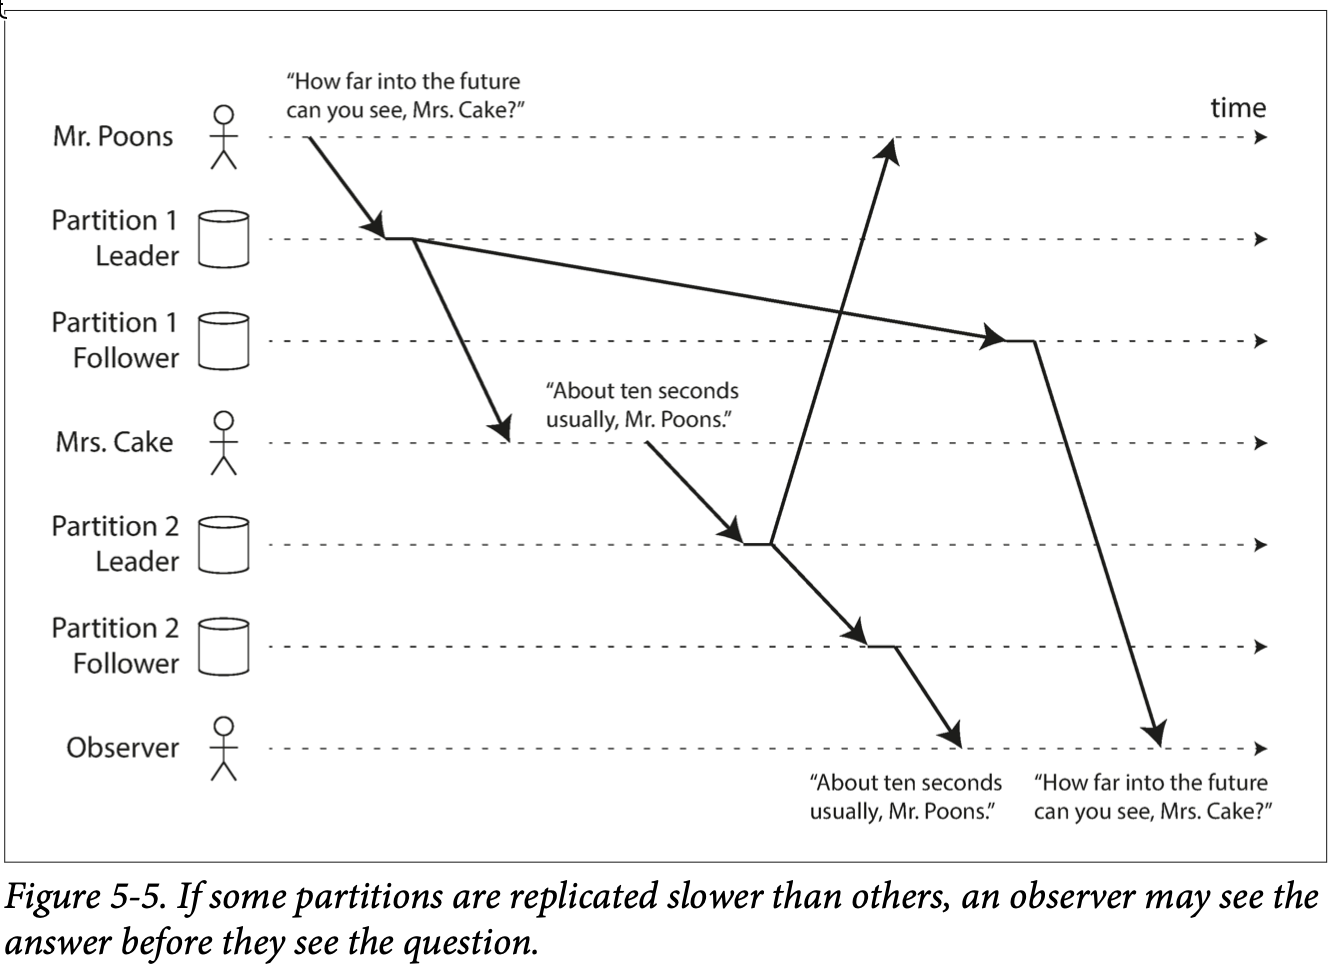 “How far into the future
can you see, Mrs. Cake?”
time
Mr. Poons
Partition 1
Leader
Partition 1
Follower
“About ten seconds
usually, Mr. Poons.”
Mrs. Cake
Partition 2
Leader
Partition 2
Follower
Observer
“About ten seconds
usually, Mr. Poons.”
“How far into the future
can you see, Mrs. Cake?”
Figure 5-5. If some partitions are replicated slower than others, an observer may see the
answer before they see the question.